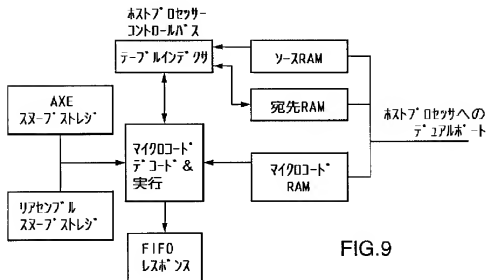 ホストプロセッサー
コントロールバス
テーブルインデクサ
ソースRAM
宛先RAM
ホストプロセッサへの
デュアルポート
AXE
スヌープストレジ
マイクロコード
デコード &
実行
マイクロコード
RAM
リアセンブル
スヌープストレジ
FIFO
レスポンス
FIG.9